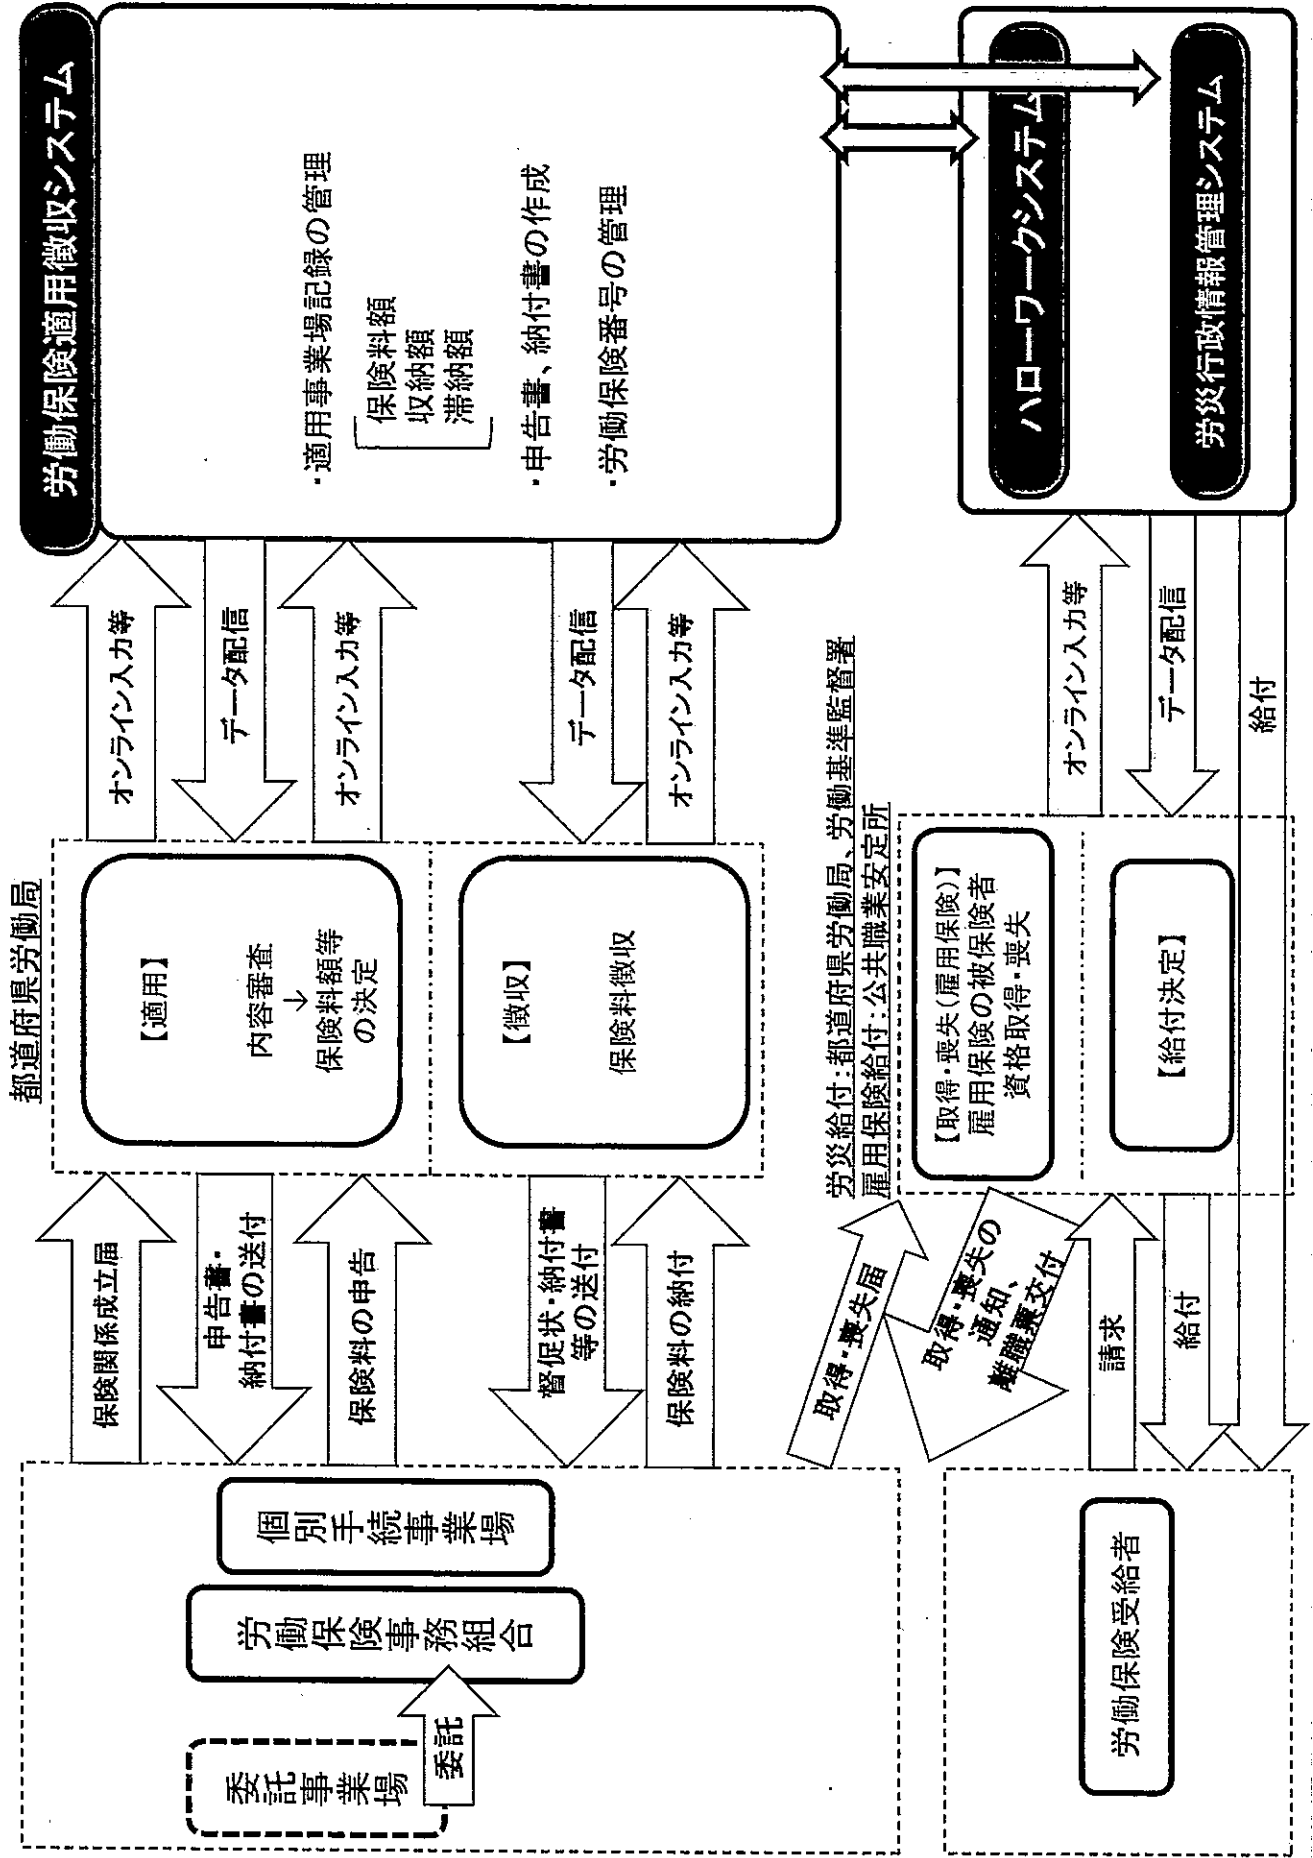 労働保険適用徴収システム
・適用事業場記録の管理
保険料額
収納額
滞納額
・申告書、納付書の作成
・労働保険番号の管理
ハローワークシステム
労災行政情報管理システム
オンライン入力等
データ配信
オンライン入力等
データ配信
オンライン入力等
オンライン入力等
データ配信
給付
都道府県労働局
【適用】
内容審査
↓
保険料額等
の決定
【徴収】
保険料徴収
労災給付:都道府県労働局、労働基準監督署
雇用保険給付:公共職業安定所
【取得・喪失(雇用保険)】
雇用保険の被保険者
資格取得・喪失
【給付決定】
保険関係成立届
申告書・
納付書の送付
保険料の申告
督促状・納付書
等の送付
保険料の納付
取得・喪失届
取得・喪失の
通知、
離職票交付
請求
給付
個別手続事業場
労働保険事務組合
委託事業場
委託
労働保険受給者